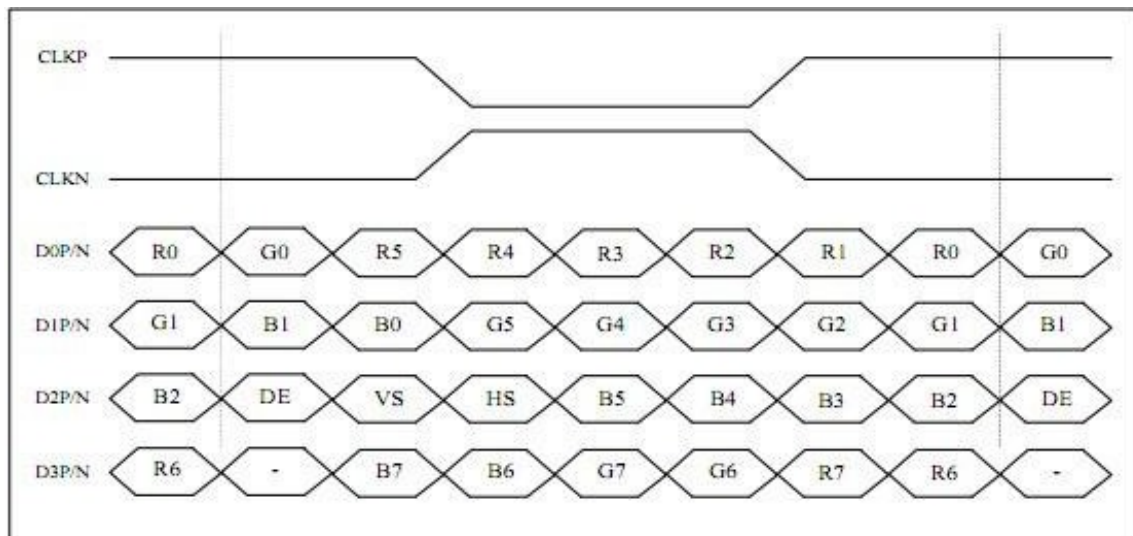 CLKP
CLKN
D0P/N R0 G0 R5 R4 R3 R2 R1 R0 G0
D1P/N G1 B1 B0 G5 G4 G3 G2 G1 B1
D2P/N B2 DE VS HS B5 B4 B3 B2 DE
D3P/N R6 - B7 B6 G7 G6 R7 R6 -